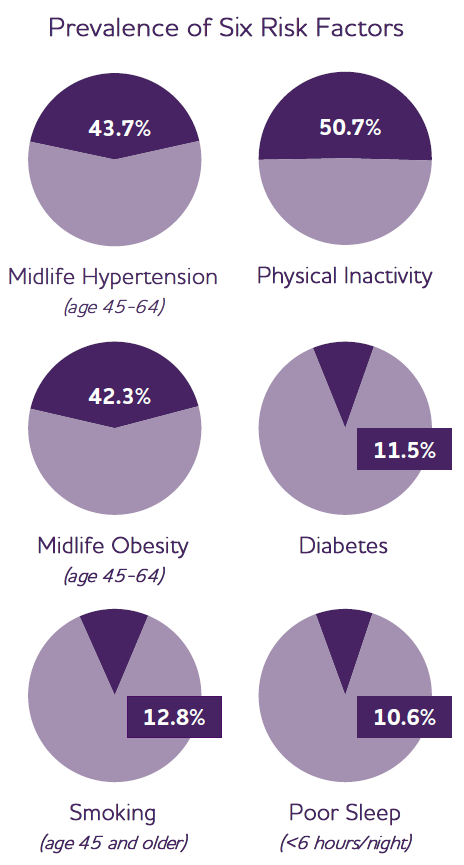 Prevalence of Six Risk Factors
43.7%
50.7%
Midlife Hypertension
(age 45-64)
Physical Inactivity
42.3%
11.5%
Midlife Obesity
(age 45-64)
Diabetes
12.8%
10.6%
Smoking
(age 45 and older)
Poor Sleep
(<6 hours/night)